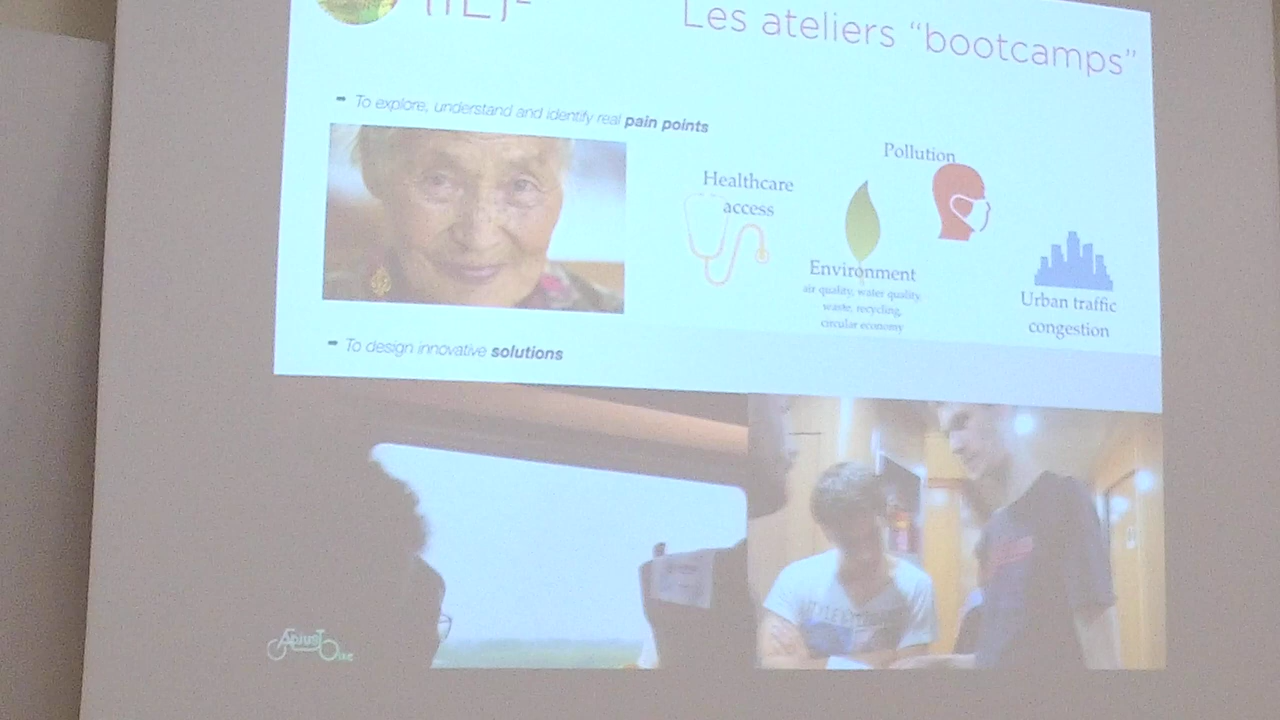 Les ateliers “bootcamps”
➡ To explore, understand and identify real pain points
Healthcare
access
Pollution
Environment
air quality, water quality,
waste, recycling,
circular economy
Urban traffic
congestion
➡ To design innovative solutions